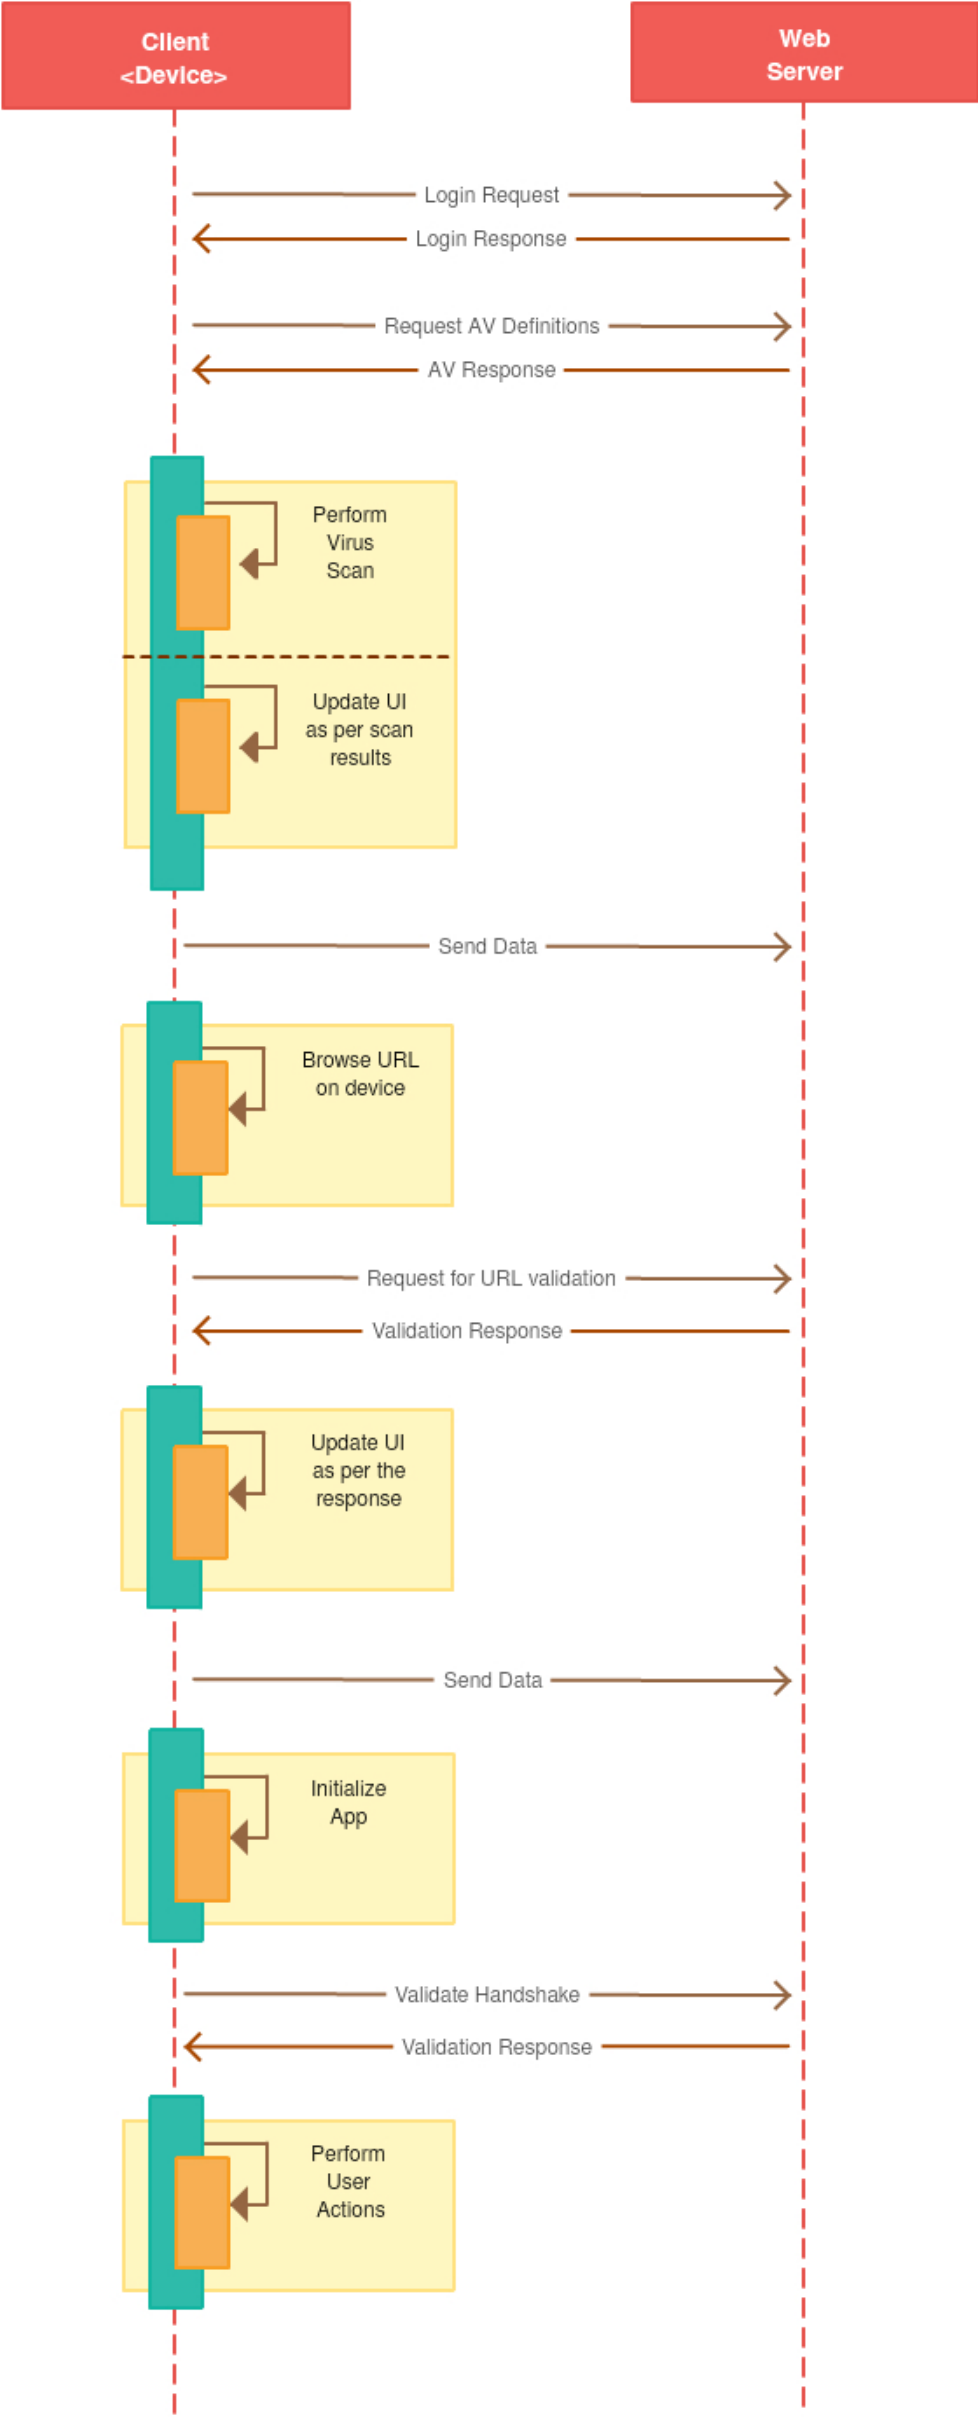 Client
<Device>
Web
Server
Login Request
Login Response
Request AV Definitions
AV Response
Perform
Virus
Scan
Update UI
as per scan
results
Send Data
Browse URL
on device
Request for URL validation
Validation Response
Update UI
as per the
response
Send Data
Initialize
App
Validate Handshake
Validation Response
Perform
User
Actions